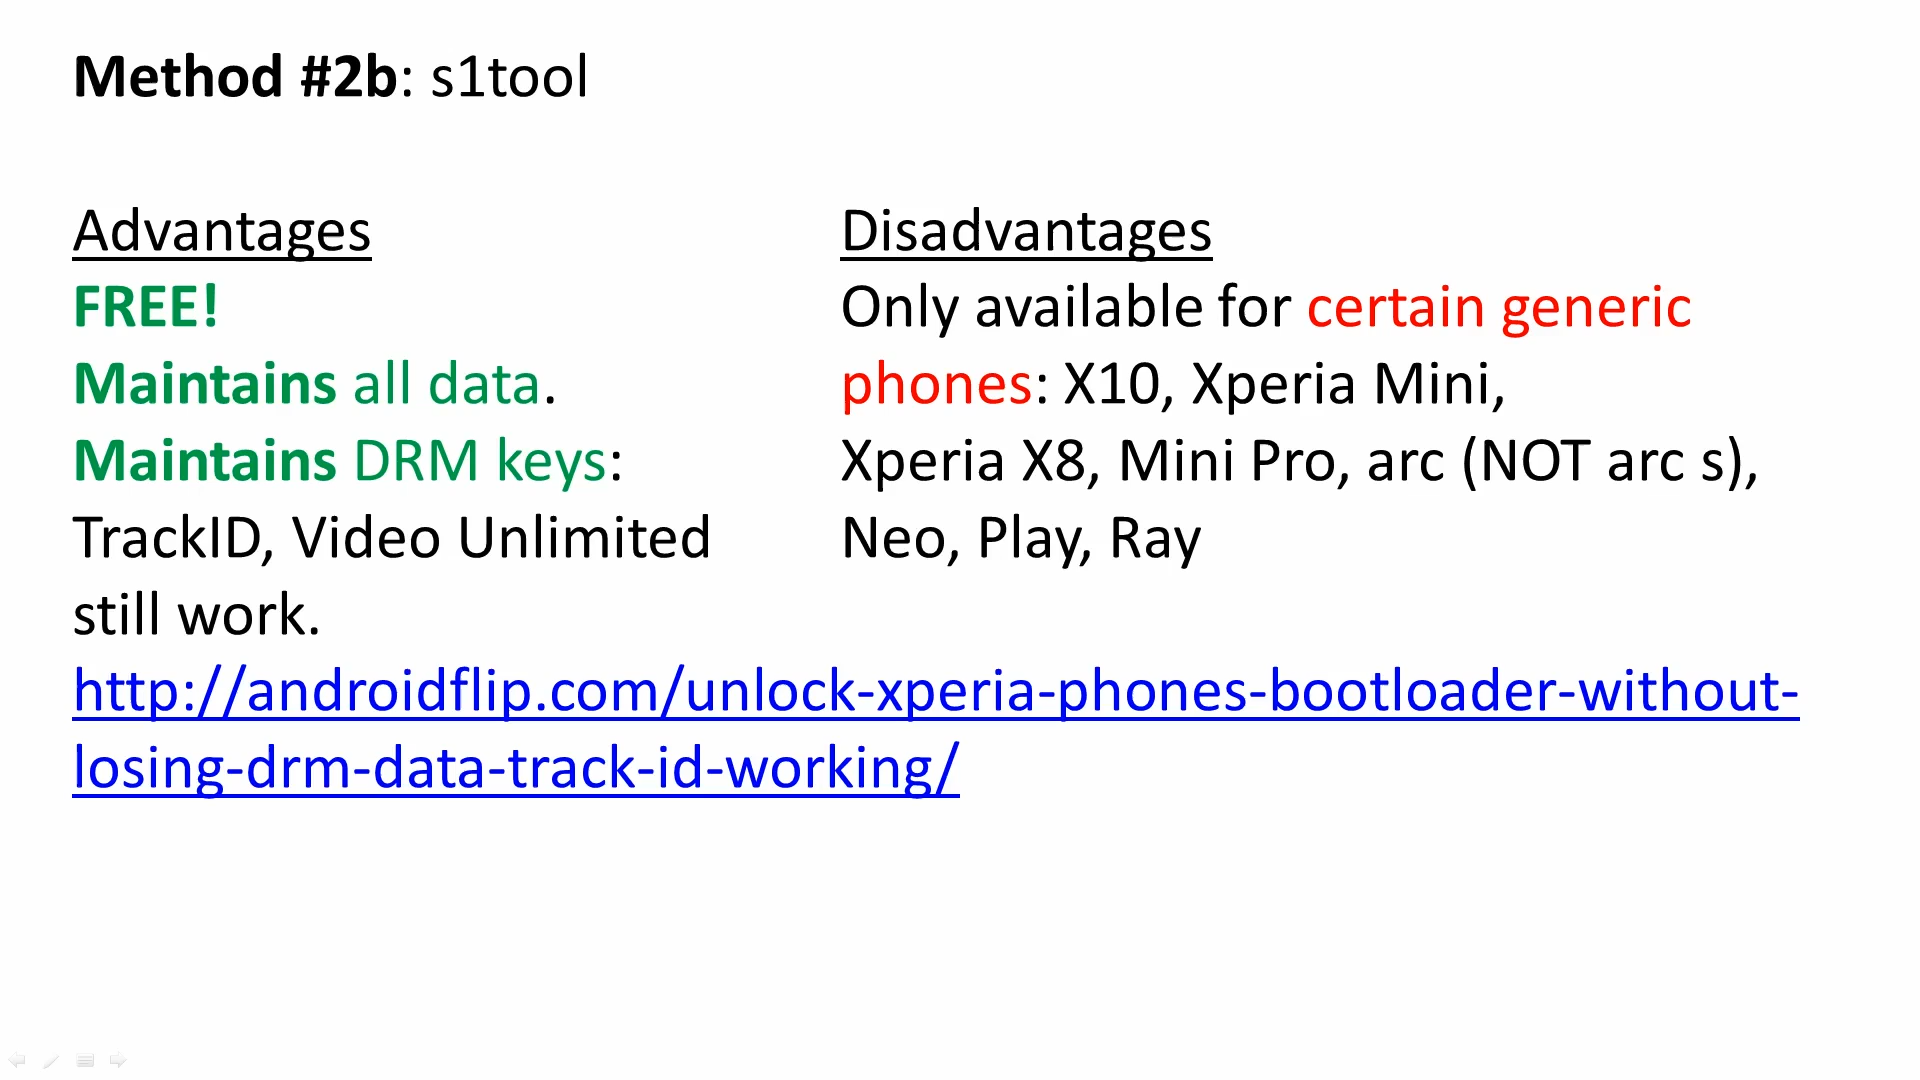 Method #2b: s1tool
Advantages
FREE!
Maintains all data.
Maintains DRM keys:
TrackID, Video Unlimited
still work.
Disadvantages
Only available for certain generic
phones: X10, Xperia Mini,
Xperia X8, Mini Pro, arc (NOT arc s),
Neo, Play, Ray
http://androidflip.com/unlock-xperia-phones-bootloader-without-
losing-drm-data-track-id-working/